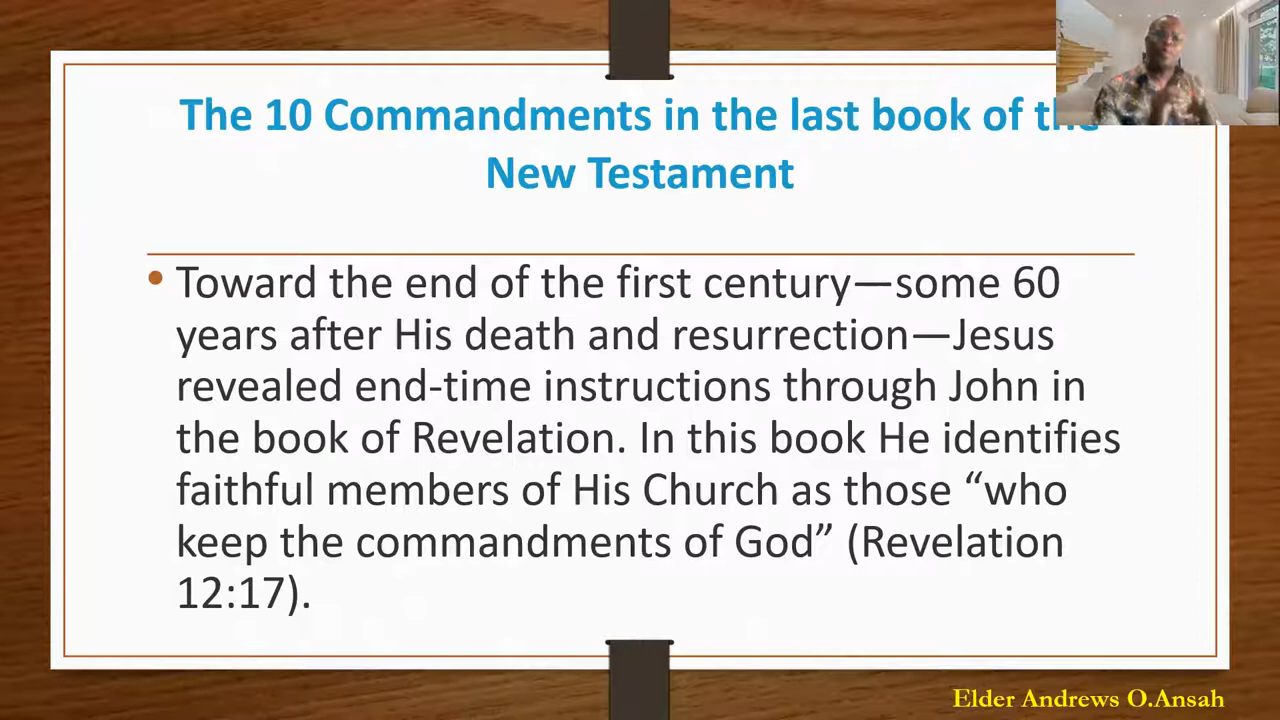 The 10 Commandments in the last book of the
New Testament
• Toward the end of the first century—some 60
years after His death and resurrection—Jesus
revealed end-time instructions through John in
the book of Revelation. In this book He identifies
faithful members of His Church as those “who
keep the commandments of God” (Revelation
12:17).
Elder Andrews O.Ansah